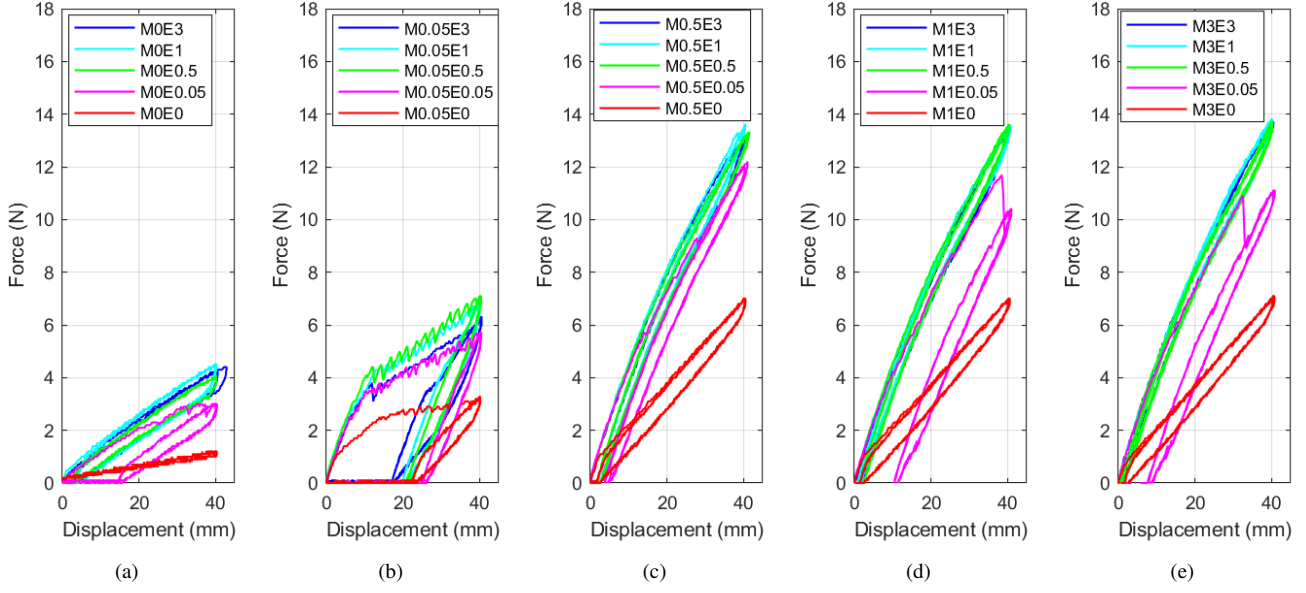 18
16
14
12
10
8
6
4
2
0
Force (N)
M0E3
M0E1
M0E0.5
M0E0.05
M0E0
0
20
40
Displacement (mm)
(a)
18
16
14
12
10
8
6
4
2
0
Force (N)
M0.05E3
M0.05E1
M0.05E0.5
M0.05E0.05
M0.05E0
0
20
40
Displacement (mm)
(b)
18
16
14
12
10
8
6
4
2
0
Force (N)
M0.5E3
M0.5E1
M0.5E0.5
M0.5E0.05
M0.5E0
0
20
40
Displacement (mm)
(c)
18
16
14
12
10
8
6
4
2
0
Force (N)
M1E3
M1E1
M1E0.5
M1E0.05
M1E0
0
20
40
Displacement (mm)
(d)
18
16
14
12
10
8
6
4
2
0
Force (N)
M3E3
M3E1
M3E0.5
M3E0.05
M3E0
0
20
40
Displacement (mm)
(e)